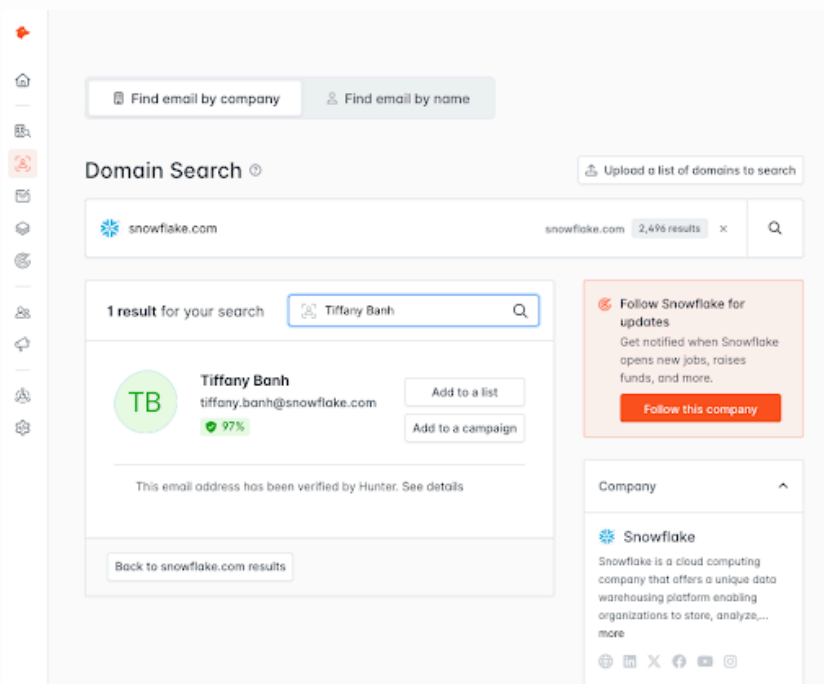 Find email by company
Find email by name
Domain Search
Upload a list of domains to search
snowflake.com
snowflake.com 2,496 results
1 result for your search
Tiffany Banh
TB
Tiffany Banh
tiffany.banh@snowflake.com
97%
Add to a list
Add to a campaign
This email address has been verified by Hunter. See details
Back to snowflake.com results
Follow Snowflake for
updates
Get notified when Snowflake
opens new jobs, raises
funds, and more.
Follow this company
Company
Snowflake
Snowflake is a cloud computing
company that offers a unique data
warehousing platform enabling
organizations to store, analyze,...
more